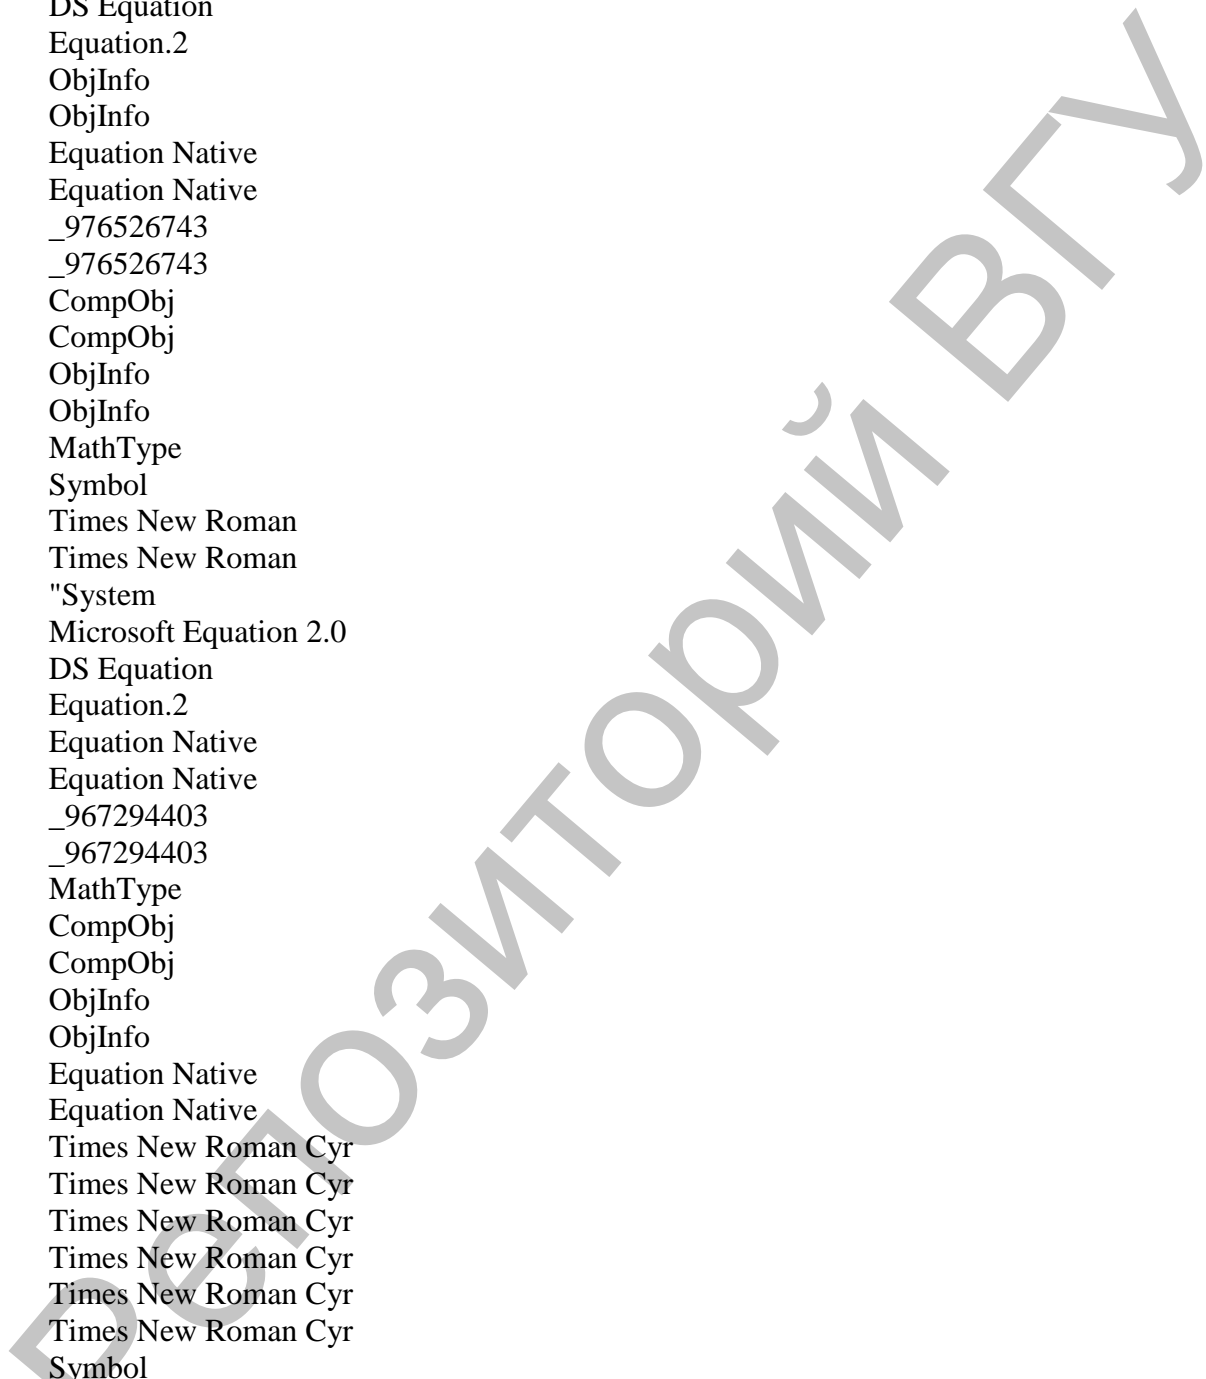 DS Equation
Equation.2
ObjInfo
ObjInfo
Equation Native
Equation Native
_976526743
_976526743
CompObj
CompObj
ObjInfo
ObjInfo
MathType
Symbol
Times New Roman
Times New Roman
"System
Microsoft Equation 2.0
DS Equation
Equation.2
Equation Native
Equation Native
_967294403
_967294403
MathType
CompObj
CompObj
ObjInfo
ObjInfo
Equation Native
Equation Native
Times New Roman Cyr
Times New Roman Cyr
Times New Roman Cyr
Times New Roman Cyr
Times New Roman Cyr
Times New Roman Cyr
Symbol
Репозиторий ВГУ